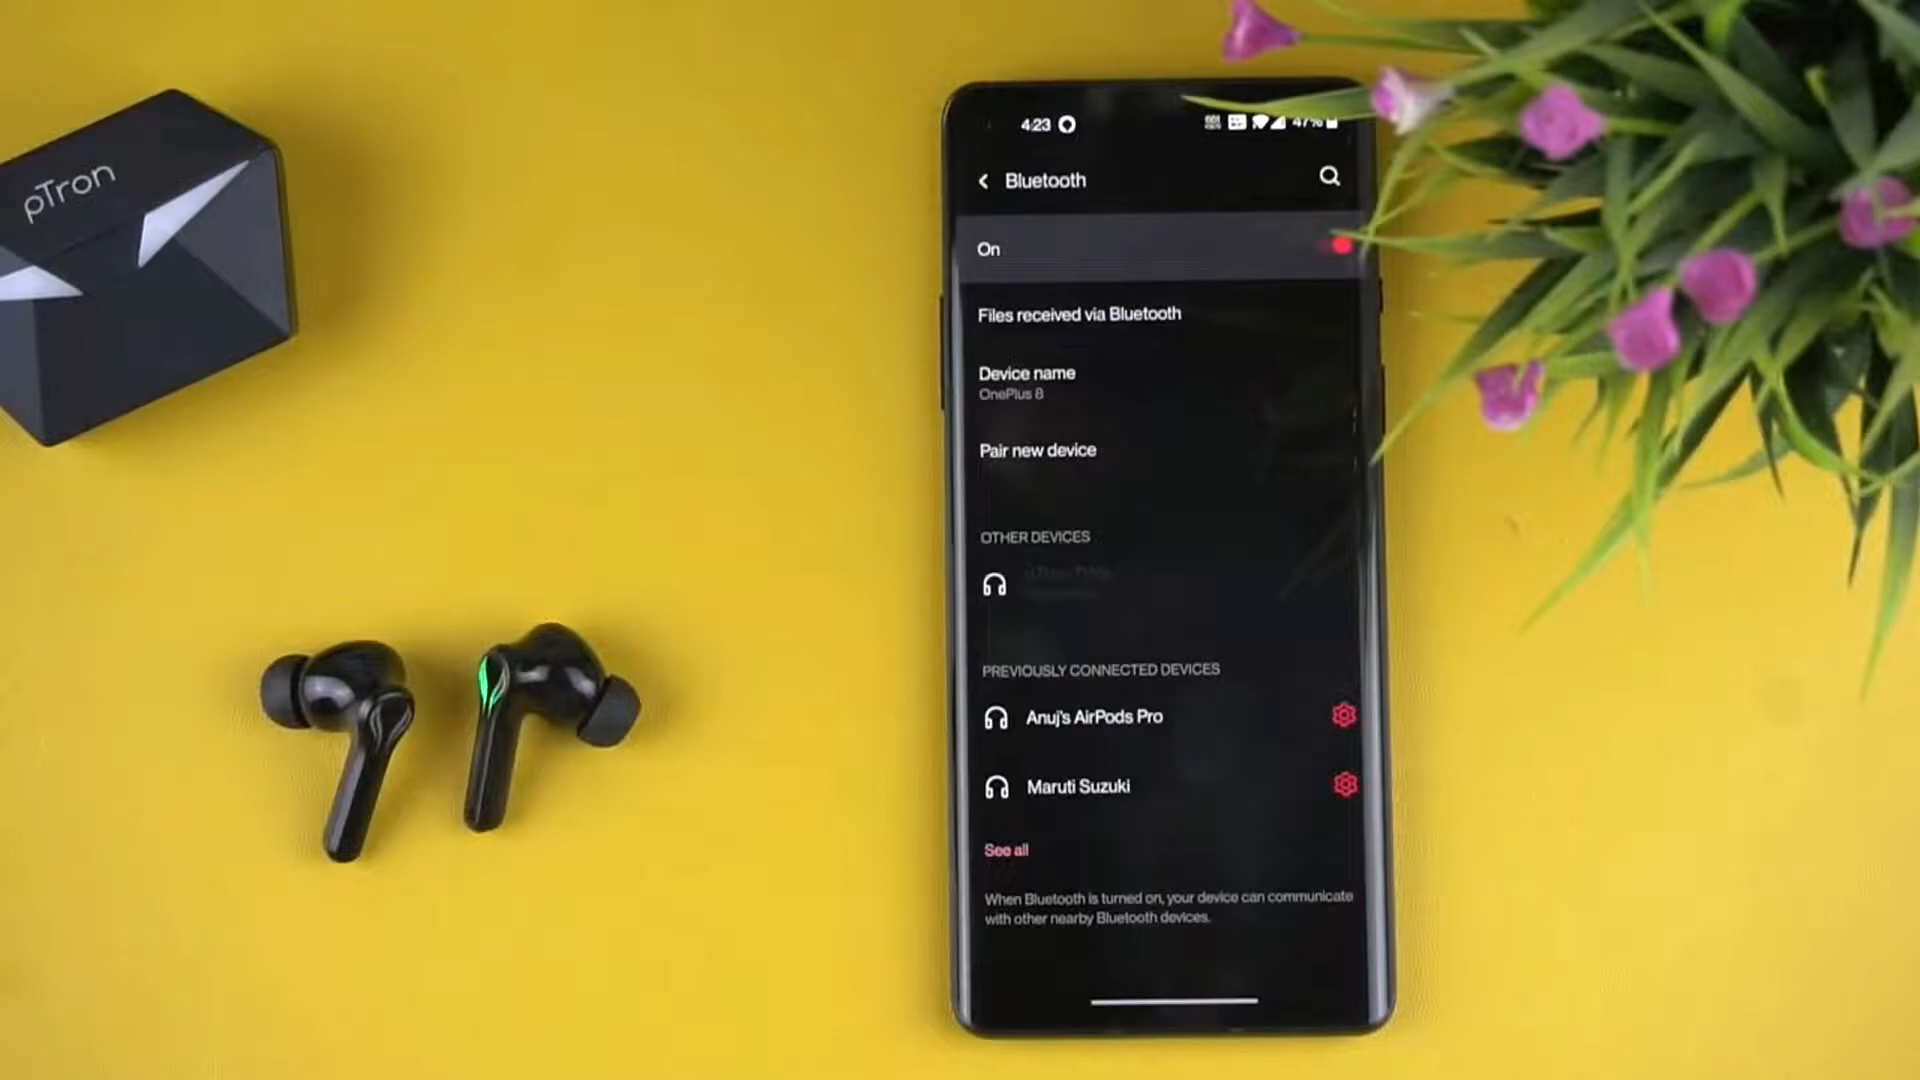 pTron
4:23
47%
Bluetooth
On
Files received via Bluetooth
Device name
OnePlus 8
Pair new device
OTHER DEVICES
PREVIOUSLY CONNECTED DEVICES
Anuj's AirPods Pro
Maruti Suzuki
See all
When Bluetooth is turned on, your device can communicate
with other nearby Bluetooth devices.